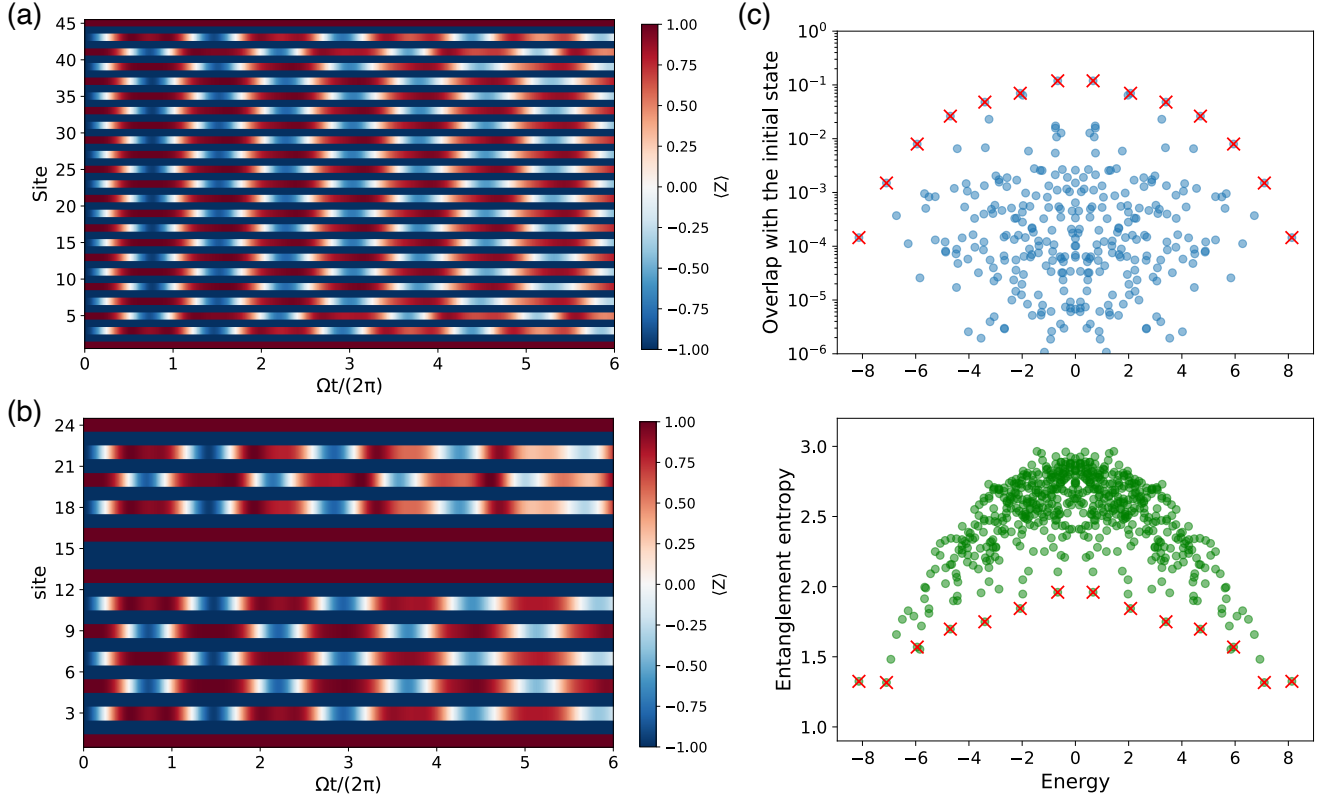 (a)
45
40
35
30
25
20
15
10
5
Site
0 1 2 3 4 5 6
Ωt/(2π)
1.00
0.75
0.50
0.25
0.00
−0.25
−0.50
−0.75
−1.00
⟨Z⟩
(b)
24
21
18
15
12
9
6
3
site
0 1 2 3 4 5 6
Ωt/(2π)
1.00
0.75
0.50
0.25
0.00
−0.25
−0.50
−0.75
−1.00
⟨Z⟩
(c)
10⁰
10⁻¹
10⁻²
10⁻³
10⁻⁴
10⁻⁵
10⁻⁶
Overlap with the initial state
−8 −6 −4 −2 0 2 4 6 8
3.0
2.5
2.0
1.5
1.0
Entanglement entropy
−8 −6 −4 −2 0 2 4 6 8
Energy